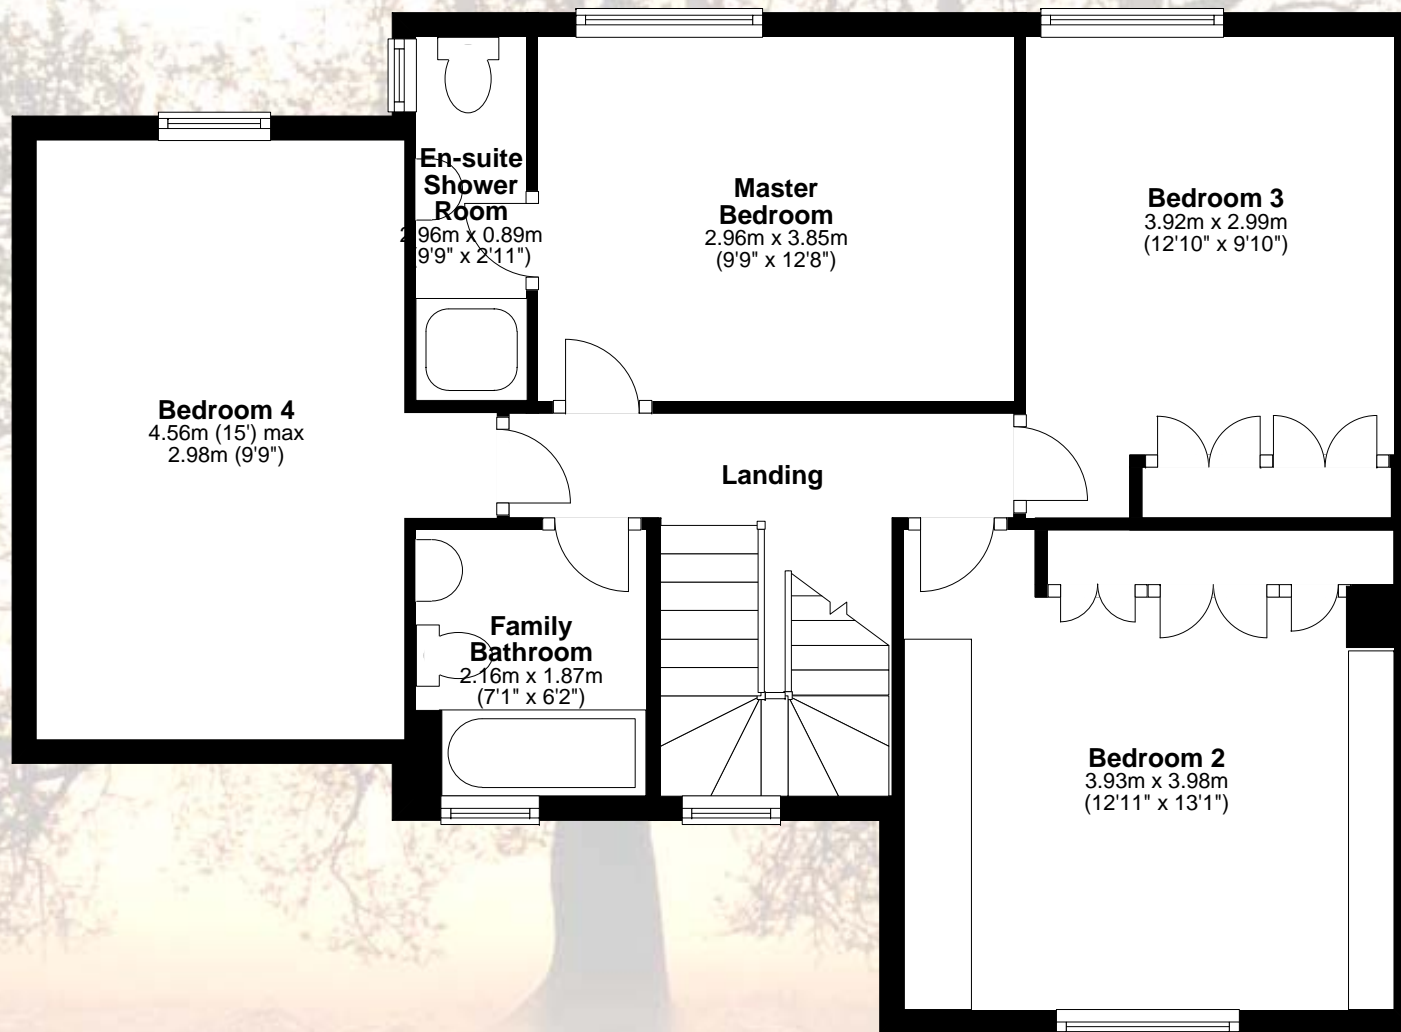 En-suite
Shower
Room
2.96m x 0.89m
(9'9" x 2'11")
Master
Bedroom
2.96m x 3.85m
(9'9" x 12'8")
Bedroom 3
3.92m x 2.99m
(12'10" x 9'10")
Bedroom 4
4.56m (15') max
2.98m (9'9")
Landing
Family
Bathroom
2.16m x 1.87m
(7'1" x 6'2")
Bedroom 2
3.93m x 3.98m
(12'11" x 13'1")